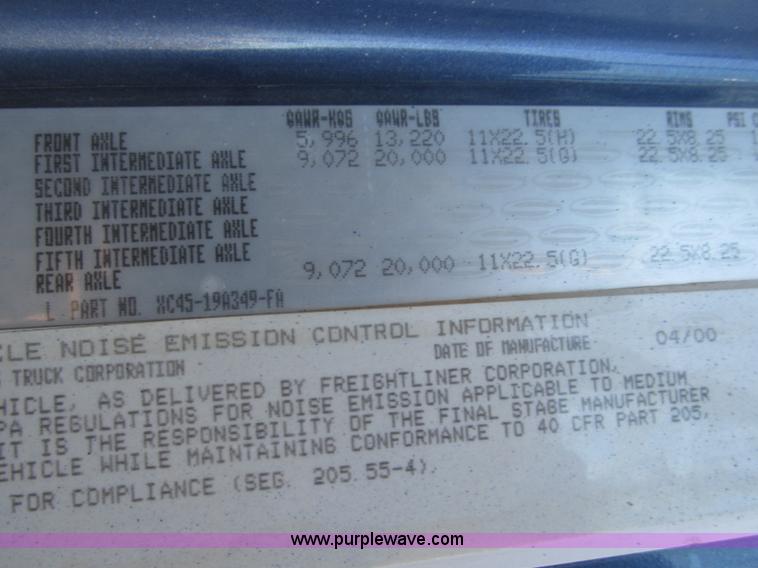 GAWR-KGS GAWR-LBS TIRES RIMS PSI
FRONT AXLE 5,996 13,220 11X22.5(H) 22.5X8.25
FIRST INTERMEDIATE AXLE 9,072 20,000 11X22.5(G) 22.5X8.25
SECOND INTERMEDIATE AXLE
THIRD INTERMEDIATE AXLE
FOURTH INTERMEDIATE AXLE
FIFTH INTERMEDIATE AXLE
REAR AXLE 9,072 20,000 11X22.5(G) 22.5X8.25
L PART NO. XC45-19A349-FA
CLE NOISE EMISSION CONTROL INFORMATION
TRUCK CORPORATION DATE OF MANUFACTURE 04/00
HICLE, AS DELIVERED BY FREIGHTLINER CORPORATION,
PA REGULATIONS FOR NOISE EMISSION APPLICABLE TO MEDIUM
IT IS THE RESPONSIBILITY OF THE FINAL STAGE MANUFACTURER
EHICLE WHILE MAINTAINING CONFORMANCE TO 40 CFR PART 205,
FOR COMPLIANCE (SEG. 205.55-4).
www.purplewave.com